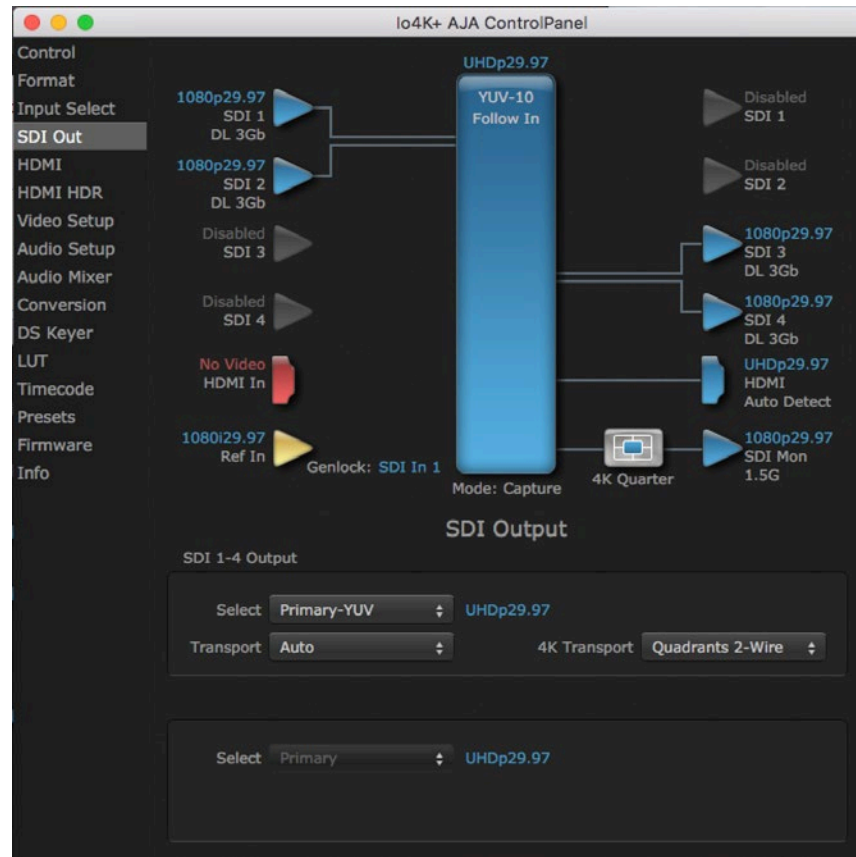 Io4K+ AJA ControlPanel
Control
Format
Input Select
SDI Out
HDMI
HDMI HDR
Video Setup
Audio Setup
Audio Mixer
Conversion
DS Keyer
LUT
Timecode
Presets
Firmware
Info
UHDp29.97
YUV-10
Follow In
1080p29.97
SDI 1
DL 3Gb
1080p29.97
SDI 2
DL 3Gb
Disabled
SDI 3
Disabled
SDI 4
No Video
HDMI In
1080i29.97
Ref In
Genlock: SDI In 1
Mode: Capture
Disabled
SDI 1
Disabled
SDI 2
1080p29.97
SDI 3
DL 3Gb
1080p29.97
SDI 4
DL 3Gb
UHDp29.97
HDMI
Auto Detect
4K Quarter
1080p29.97
SDI Mon
1.5G
SDI Output
SDI 1-4 Output
Select Primary-YUV UHDp29.97
Transport Auto 4K Transport Quadrants 2-Wire
Select Primary UHDp29.97